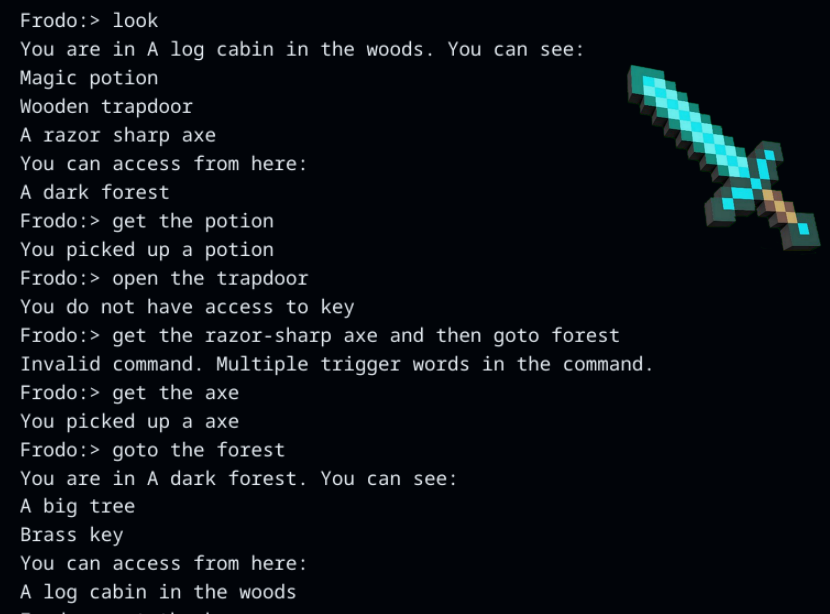 Frodo:> look
You are in A log cabin in the woods. You can see:
Magic potion
Wooden trapdoor
A razor sharp axe
You can access from here:
A dark forest
Frodo:> get the potion
You picked up a potion
Frodo:> open the trapdoor
You do not have access to key
Frodo:> get the razor-sharp axe and then goto forest
Invalid command. Multiple trigger words in the command.
Frodo:> get the axe
You picked up a axe
Frodo:> goto the forest
You are in A dark forest. You can see:
A big tree
Brass key
You can access from here:
A log cabin in the woods